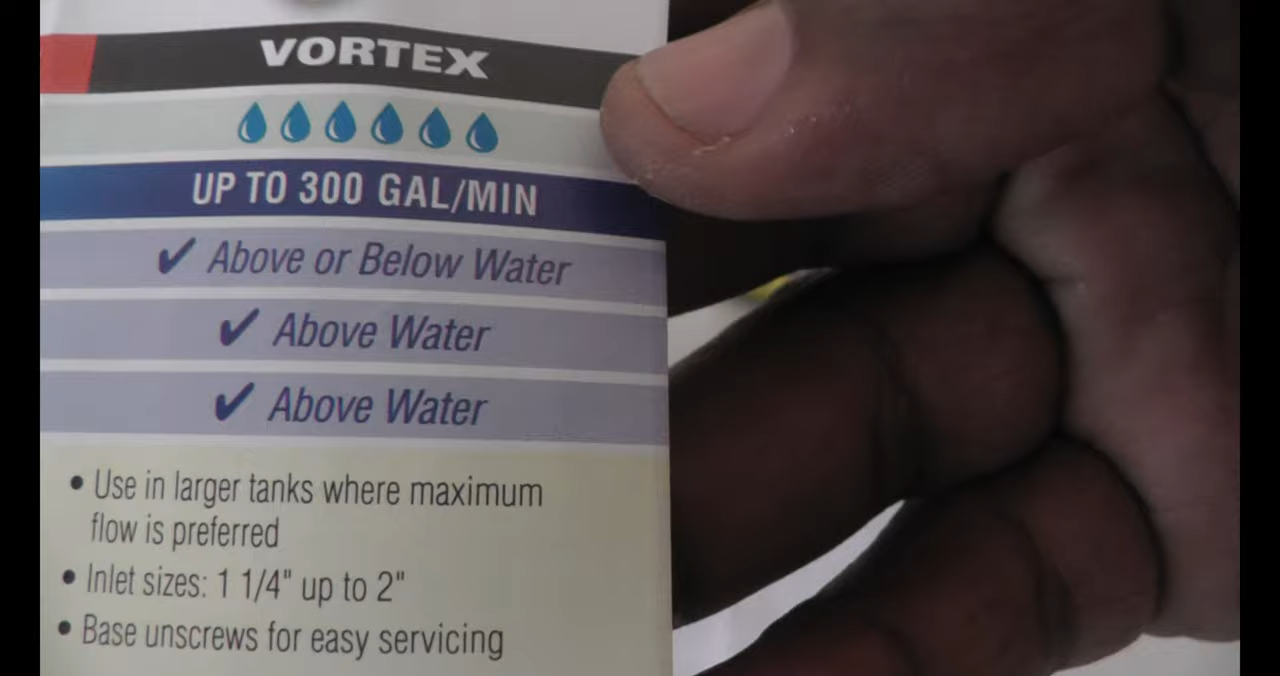 VORTEX
UP TO 300 GAL/MIN
✔ Above or Below Water
✔ Above Water
✔ Above Water
• Use in larger tanks where maximum
flow is preferred
• Inlet sizes: 1 1/4" up to 2"
• Base unscrews for easy servicing